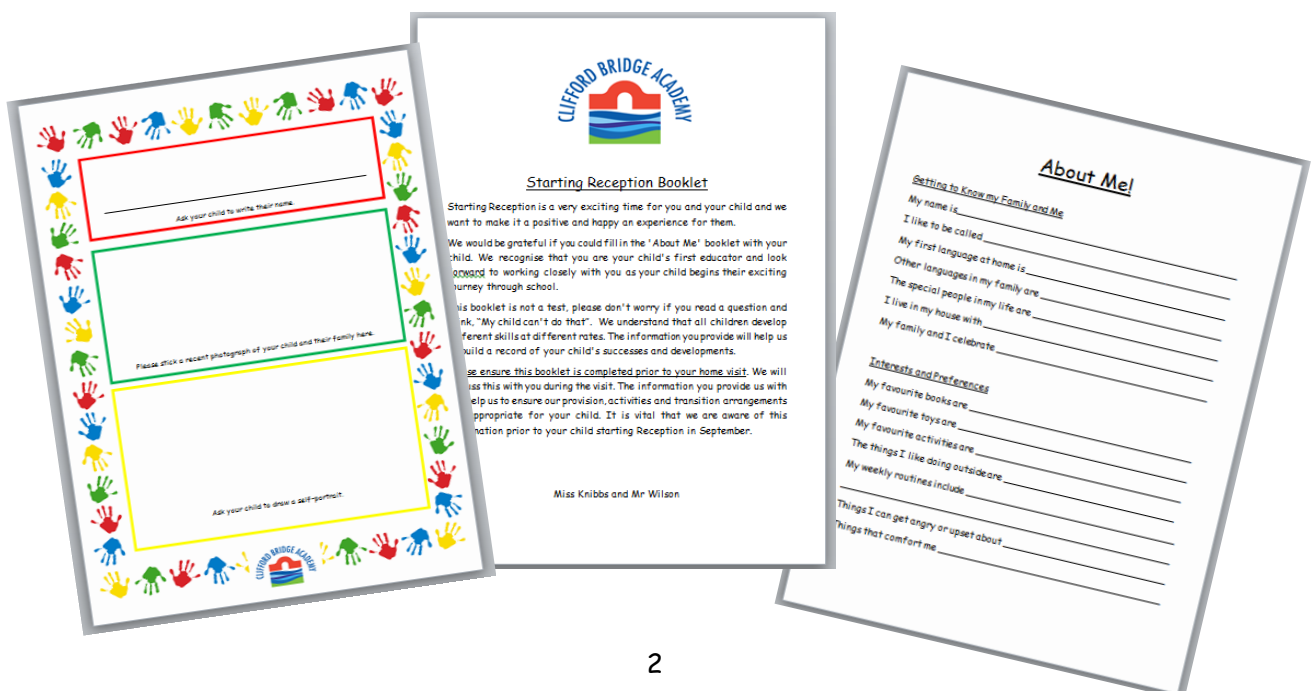 Ask your child to write their name.
Please stick a recent photograph of your child and their family here.
Ask your child to draw a self-portrait.
CLIFFORD BRIDGE ACADEMY
CLIFFORD BRIDGE ACADEMY
Starting Reception Booklet
Starting Reception is a very exciting time for you and your child and we
want to make it a positive and happy an experience for them.
We would be grateful if you could fill in the 'About Me' booklet with your
child. We recognise that you are your child's first educator and look
orward to working closely with you as your child begins their exciting
ourney through school.
his booklet is not a test, please don't worry if you read a question and
nk, "My child can't do that". We understand that all children develop
ferent skills at different rates. The information you provide will help us
uild a record of your child's successes and developments.
se ensure this booklet is completed prior to your home visit. We will
ss this with you during the visit. The information you provide us with
elp us to ensure our provision, activities and transition arrangements
ppropriate for your child. It is vital that we are aware of this
mation prior to your child starting Reception in September.
Miss Knibbs and Mr Wilson
About Me!
Getting to Know my Family and Me
My name is
I like to be called
My first language at home is
Other languages in my family are
The special people in my life are
I live in my house with
My family and I celebrate
Interests and Preferences
My favourite books are
My favourite toys are
My favourite activities are
The things I like doing outside are
My weekly routines include
Things I can get angry or upset about
Things that comfort me
2